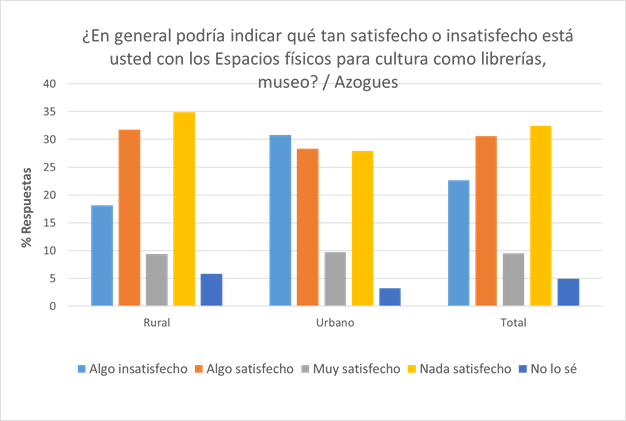 ¿En general podría indicar qué tan satisfecho o insatisfecho está
usted con los Espacios físicos para cultura como librerías,
museo? / Azogues
% Respuestas
40
35
30
25
20
15
10
5
0
Rural Urbano Total
Algo insatisfecho Algo satisfecho Muy satisfecho Nada satisfecho No lo sé